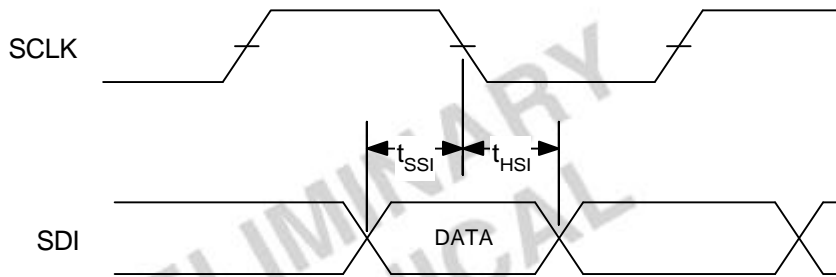 SCLK
PRELIMINARY
TECHNICAL
tSSI
tHSI
SDI
DATA